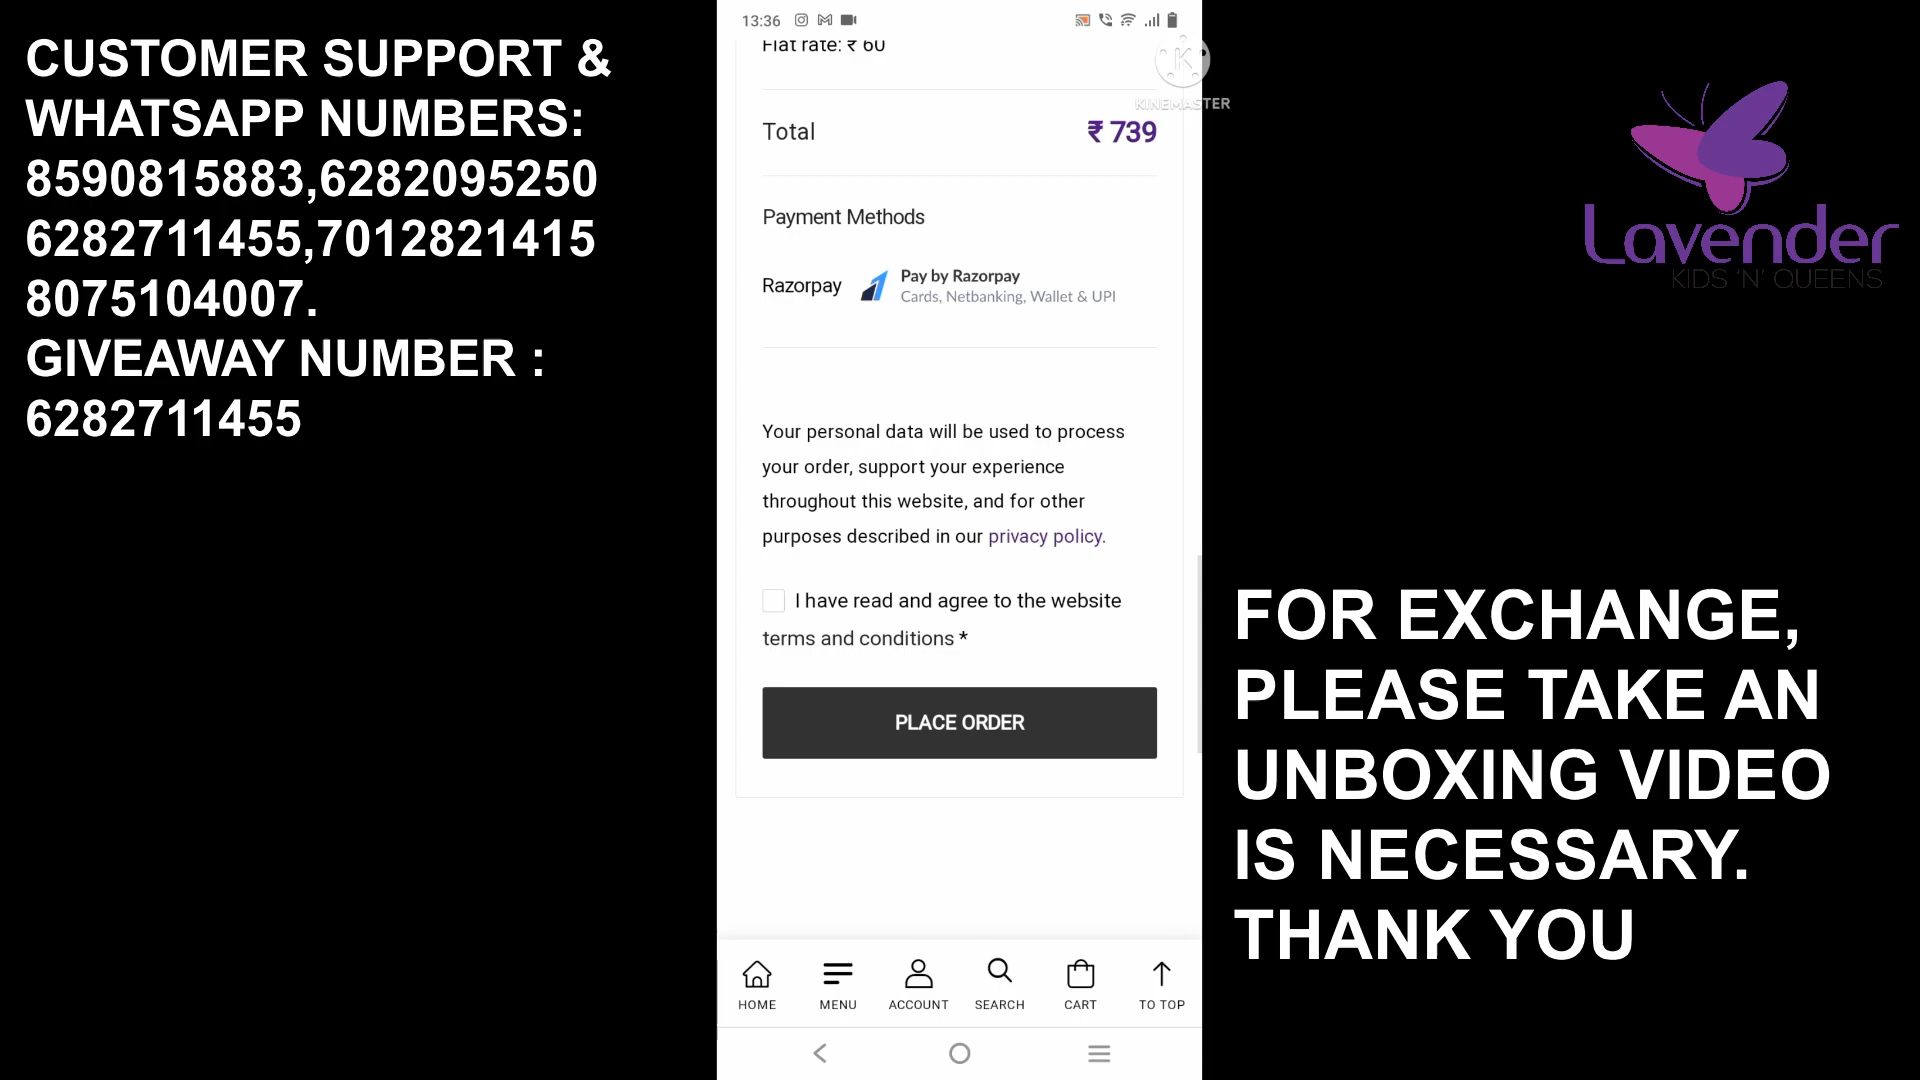 CUSTOMER SUPPORT &
WHATSAPP NUMBERS:
8590815883,6282095250
6282711455,7012821415
8075104007.
GIVEAWAY NUMBER :
6282711455
13:36
Flat rate: ₹ 60
KINEMASTER
Total ₹ 739
Payment Methods
Razorpay
Pay by Razorpay
Cards, Netbanking, Wallet & UPI
Your personal data will be used to process
your order, support your experience
throughout this website, and for other
purposes described in our privacy policy.
I have read and agree to the website
terms and conditions *
PLACE ORDER
HOME MENU ACCOUNT SEARCH CART TO TOP
Lavender
KIDS 'N' QUEENS
FOR EXCHANGE,
PLEASE TAKE AN
UNBOXING VIDEO
IS NECESSARY.
THANK YOU